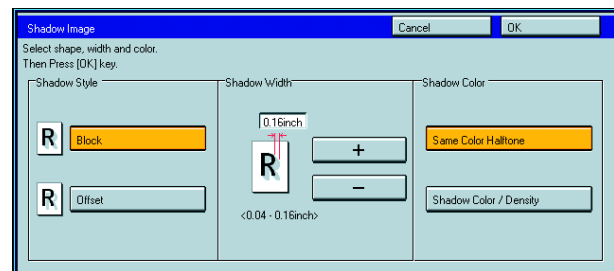 Shadow Image
Cancel
OK
Select shape, width and color.
Then Press [OK] key.
Shadow Style
Shadow Width
Shadow Color
0.16inch
R
Block
+
Same Color Halftone
R
R
Offset
−
Shadow Color / Density
<0.04 - 0.16inch>